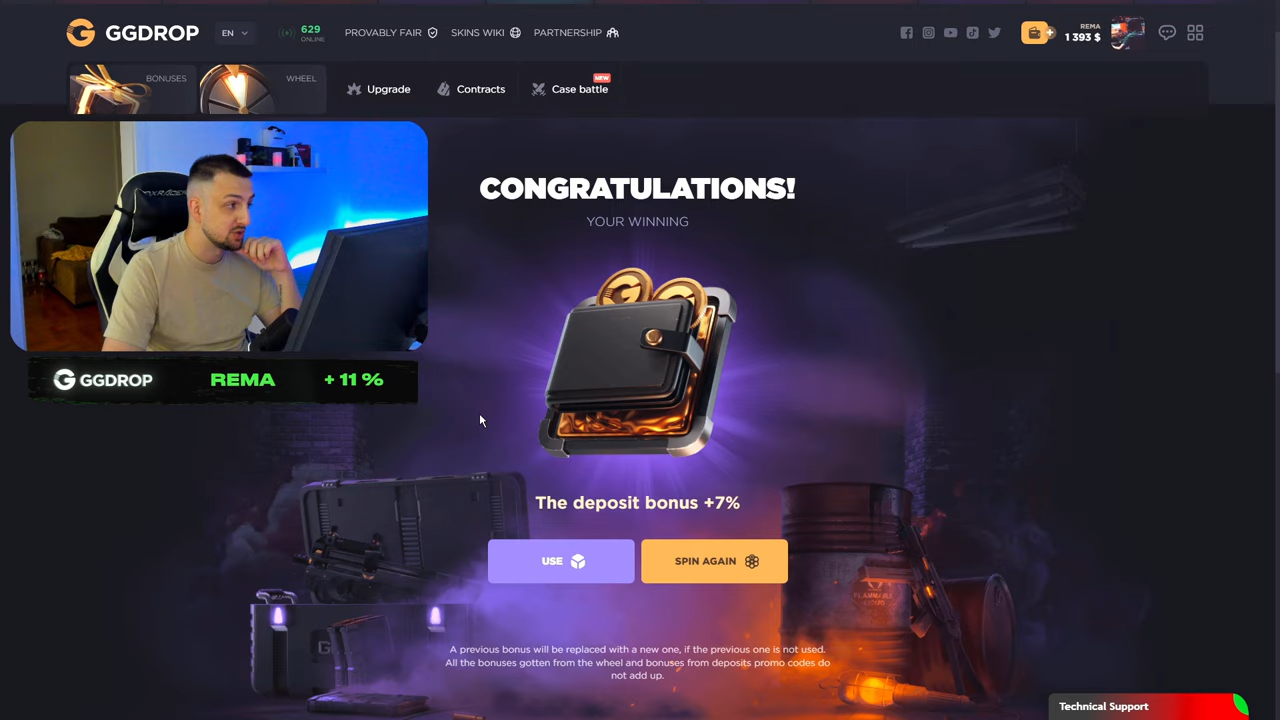 GGDROP
EN
629
ONLINE
PROVABLY FAIR
SKINS WIKI
PARTNERSHIP
REMA
1 393 $
BONUSES
WHEEL
Upgrade
Contracts
NEW
Case battle
CONGRATULATIONS!
YOUR WINNING
GGDROP REMA + 11 %
The deposit bonus +7%
USE
SPIN AGAIN
FLAMMABLE
LIQUID
A previous bonus will be replaced with a new one, if the previous one is not used.
All the bonuses gotten from the wheel and bonuses from deposits promo codes do
not add up.
Technical Support